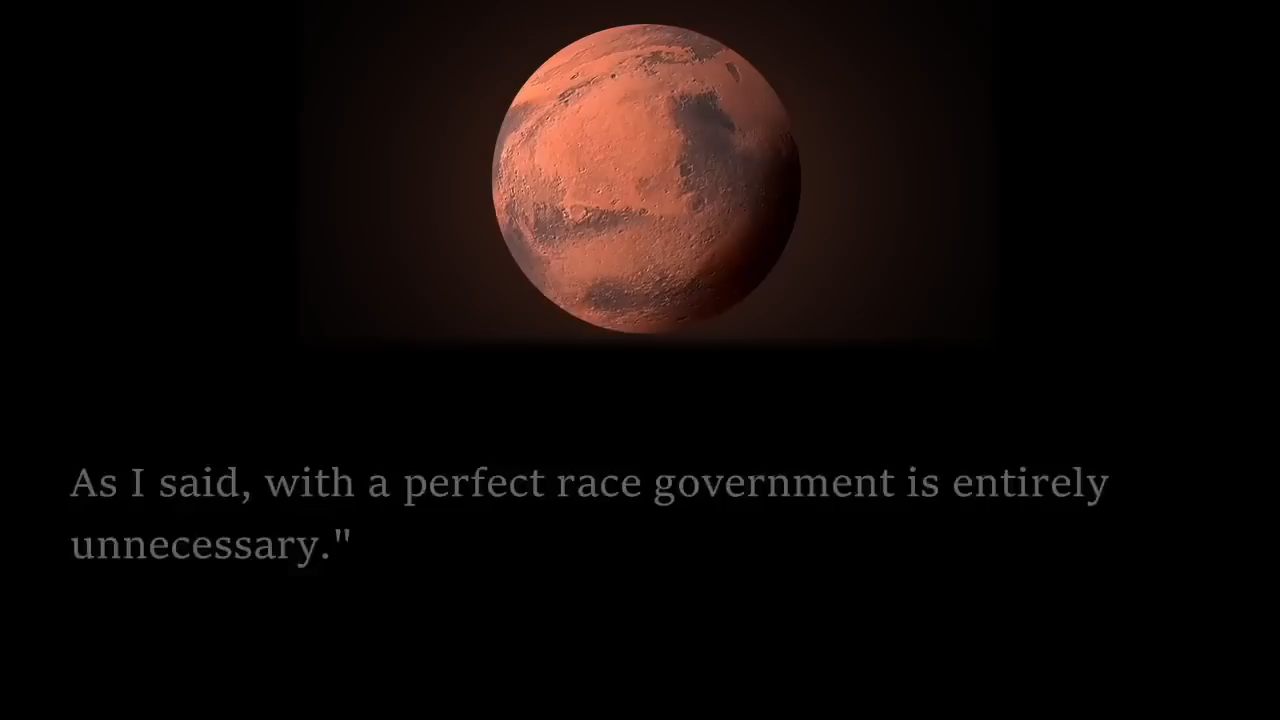 As I said, with a perfect race government is entirely
unnecessary."